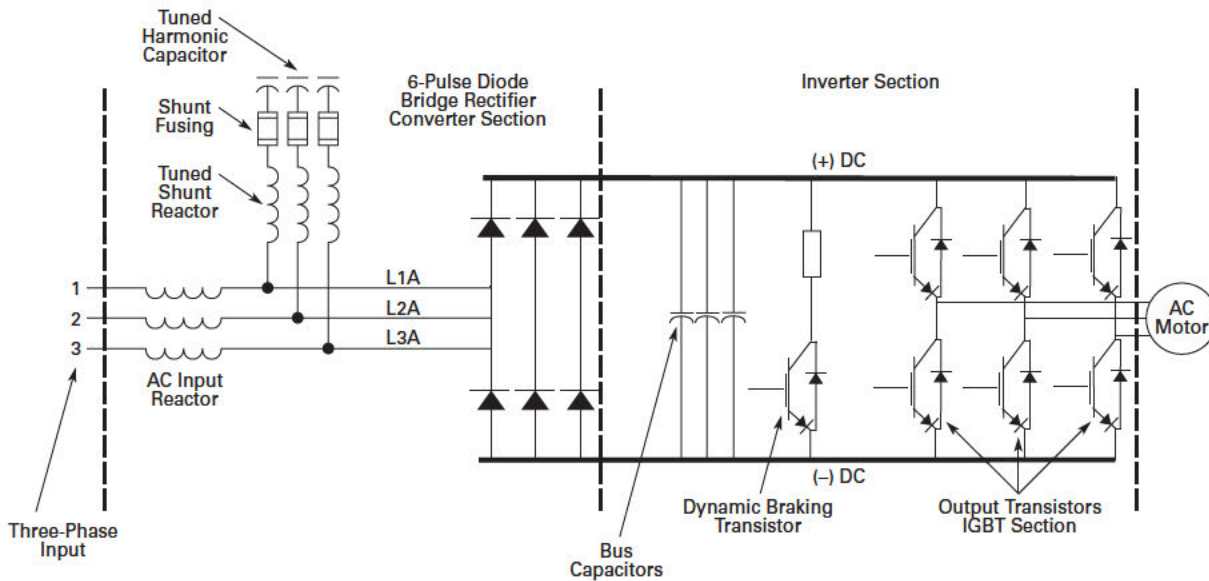 Tuned
Harmonic
Capacitor
Shunt
Fusing
Tuned
Shunt
Reactor
6-Pulse Diode
Bridge Rectifier
Converter Section
Inverter Section
(+) DC
1
L1A
2
L2A
3
L3A
AC Input
Reactor
AC
Motor
(–) DC
Three-Phase
Input
Bus
Capacitors
Dynamic Braking
Transistor
Output Transistors
IGBT Section